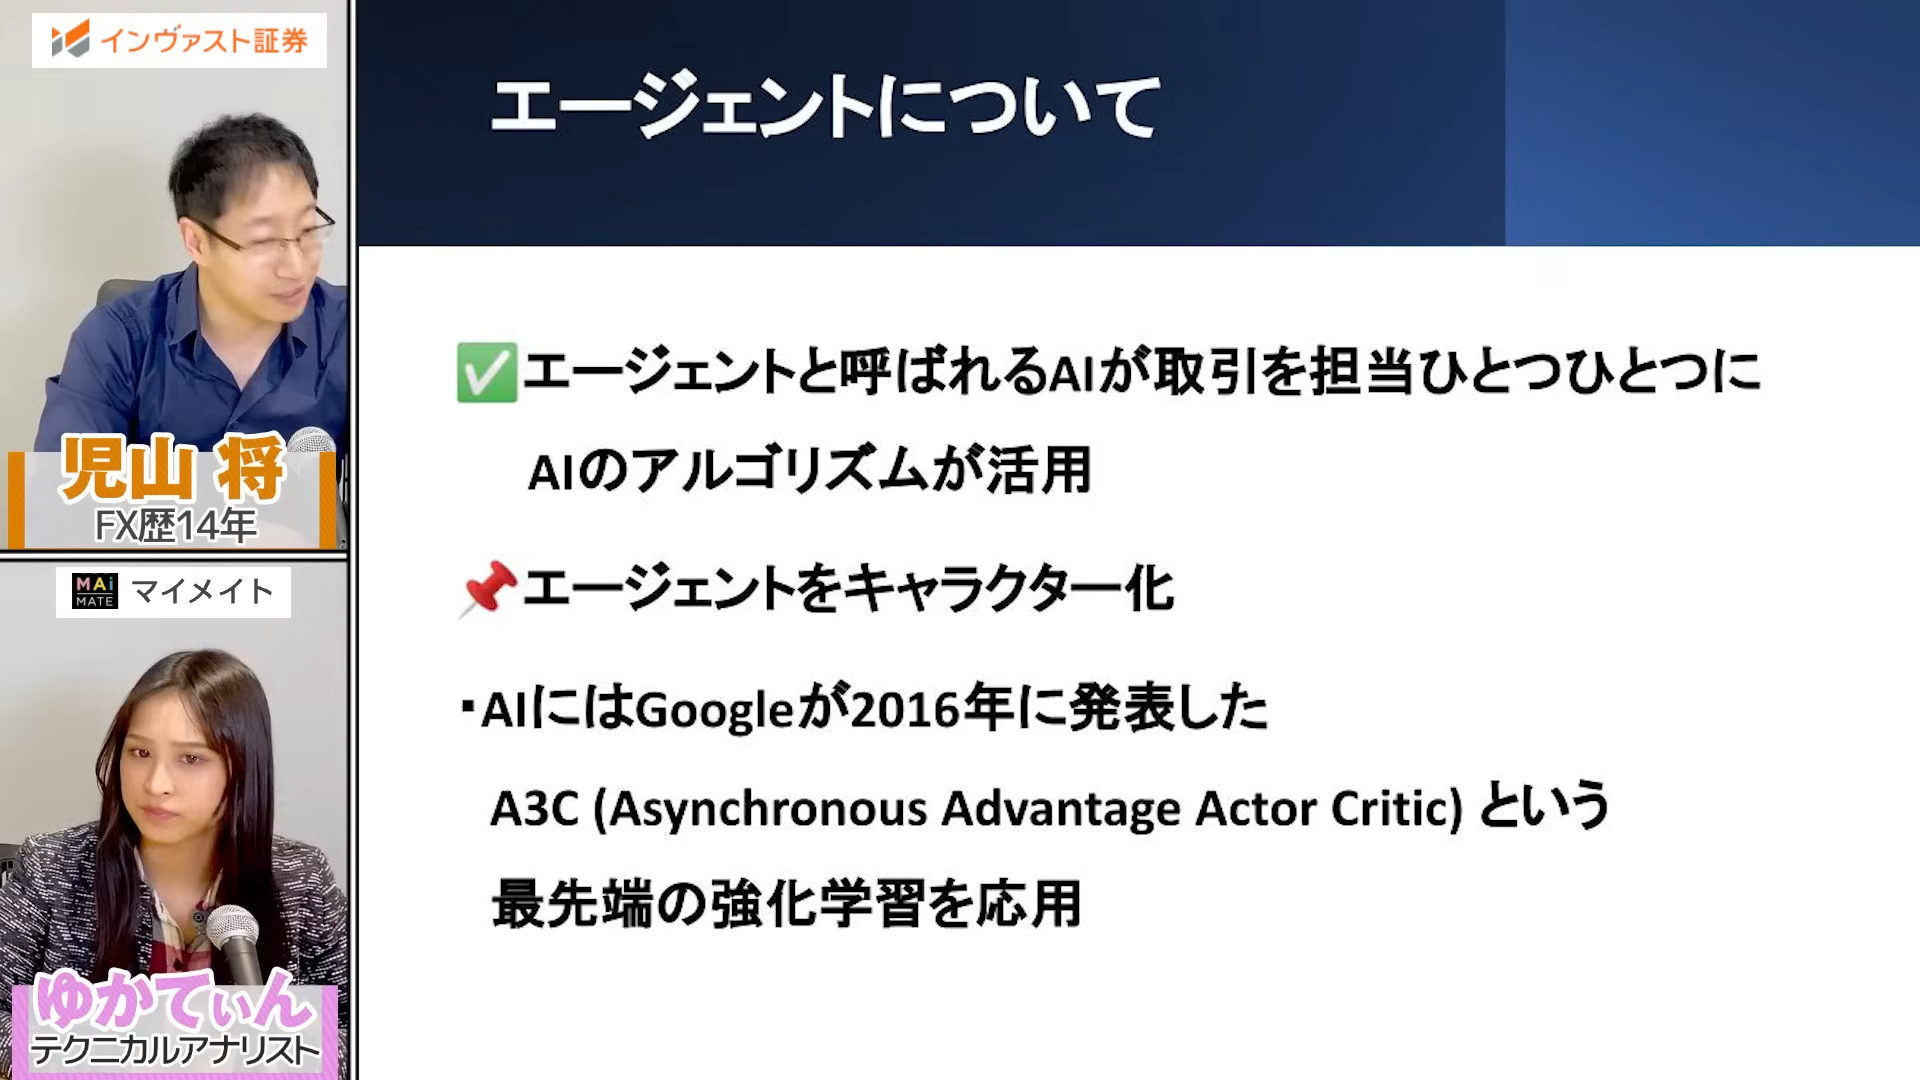 インヴァスト証券
児山 将
FX歴14年
MAi
MATE
マイメイト
ゆかてぃん
テクニカルアナリスト
エージェントについて
✅エージェントと呼ばれるAIが取引を担当ひとつひとつに
AIのアルゴリズムが活用
📌エージェントをキャラクター化
・AIにはGoogleが2016年に発表した
A3C (Asynchronous Advantage Actor Critic) という
最先端の強化学習を応用